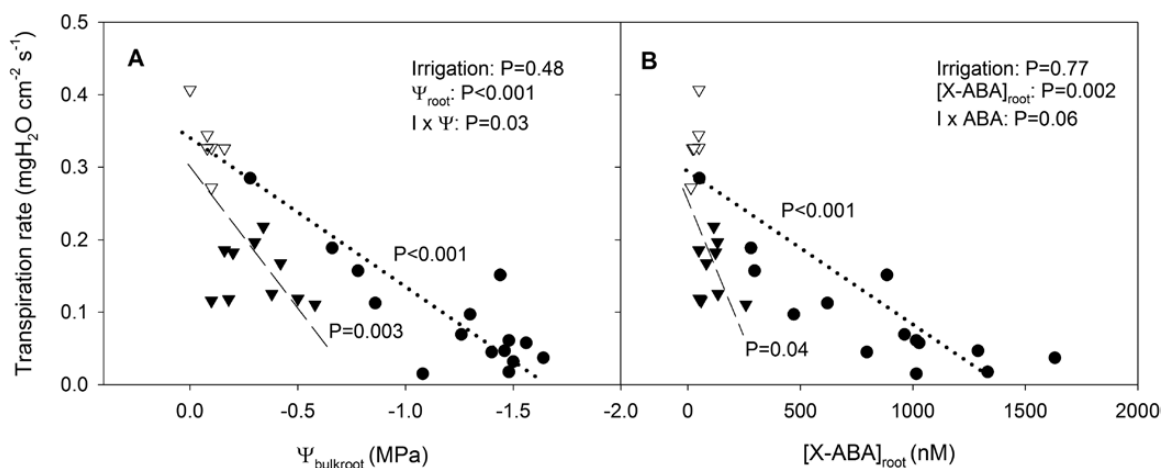 Transpiration rate (mgH₂O cm⁻² s⁻¹)
0.5
0.4
0.3
0.2
0.1
0.0
A
Irrigation: P=0.48
Ψroot: P<0.001
I x Ψ: P=0.03
P<0.001
P=0.003
0.0
-0.5
-1.0
-1.5
-2.0
Ψbulkroot (MPa)
B
Irrigation: P=0.77
[X-ABA]root: P=0.002
I x ABA: P=0.06
P<0.001
P=0.04
0
500
1000
1500
2000
[X-ABA]root (nM)